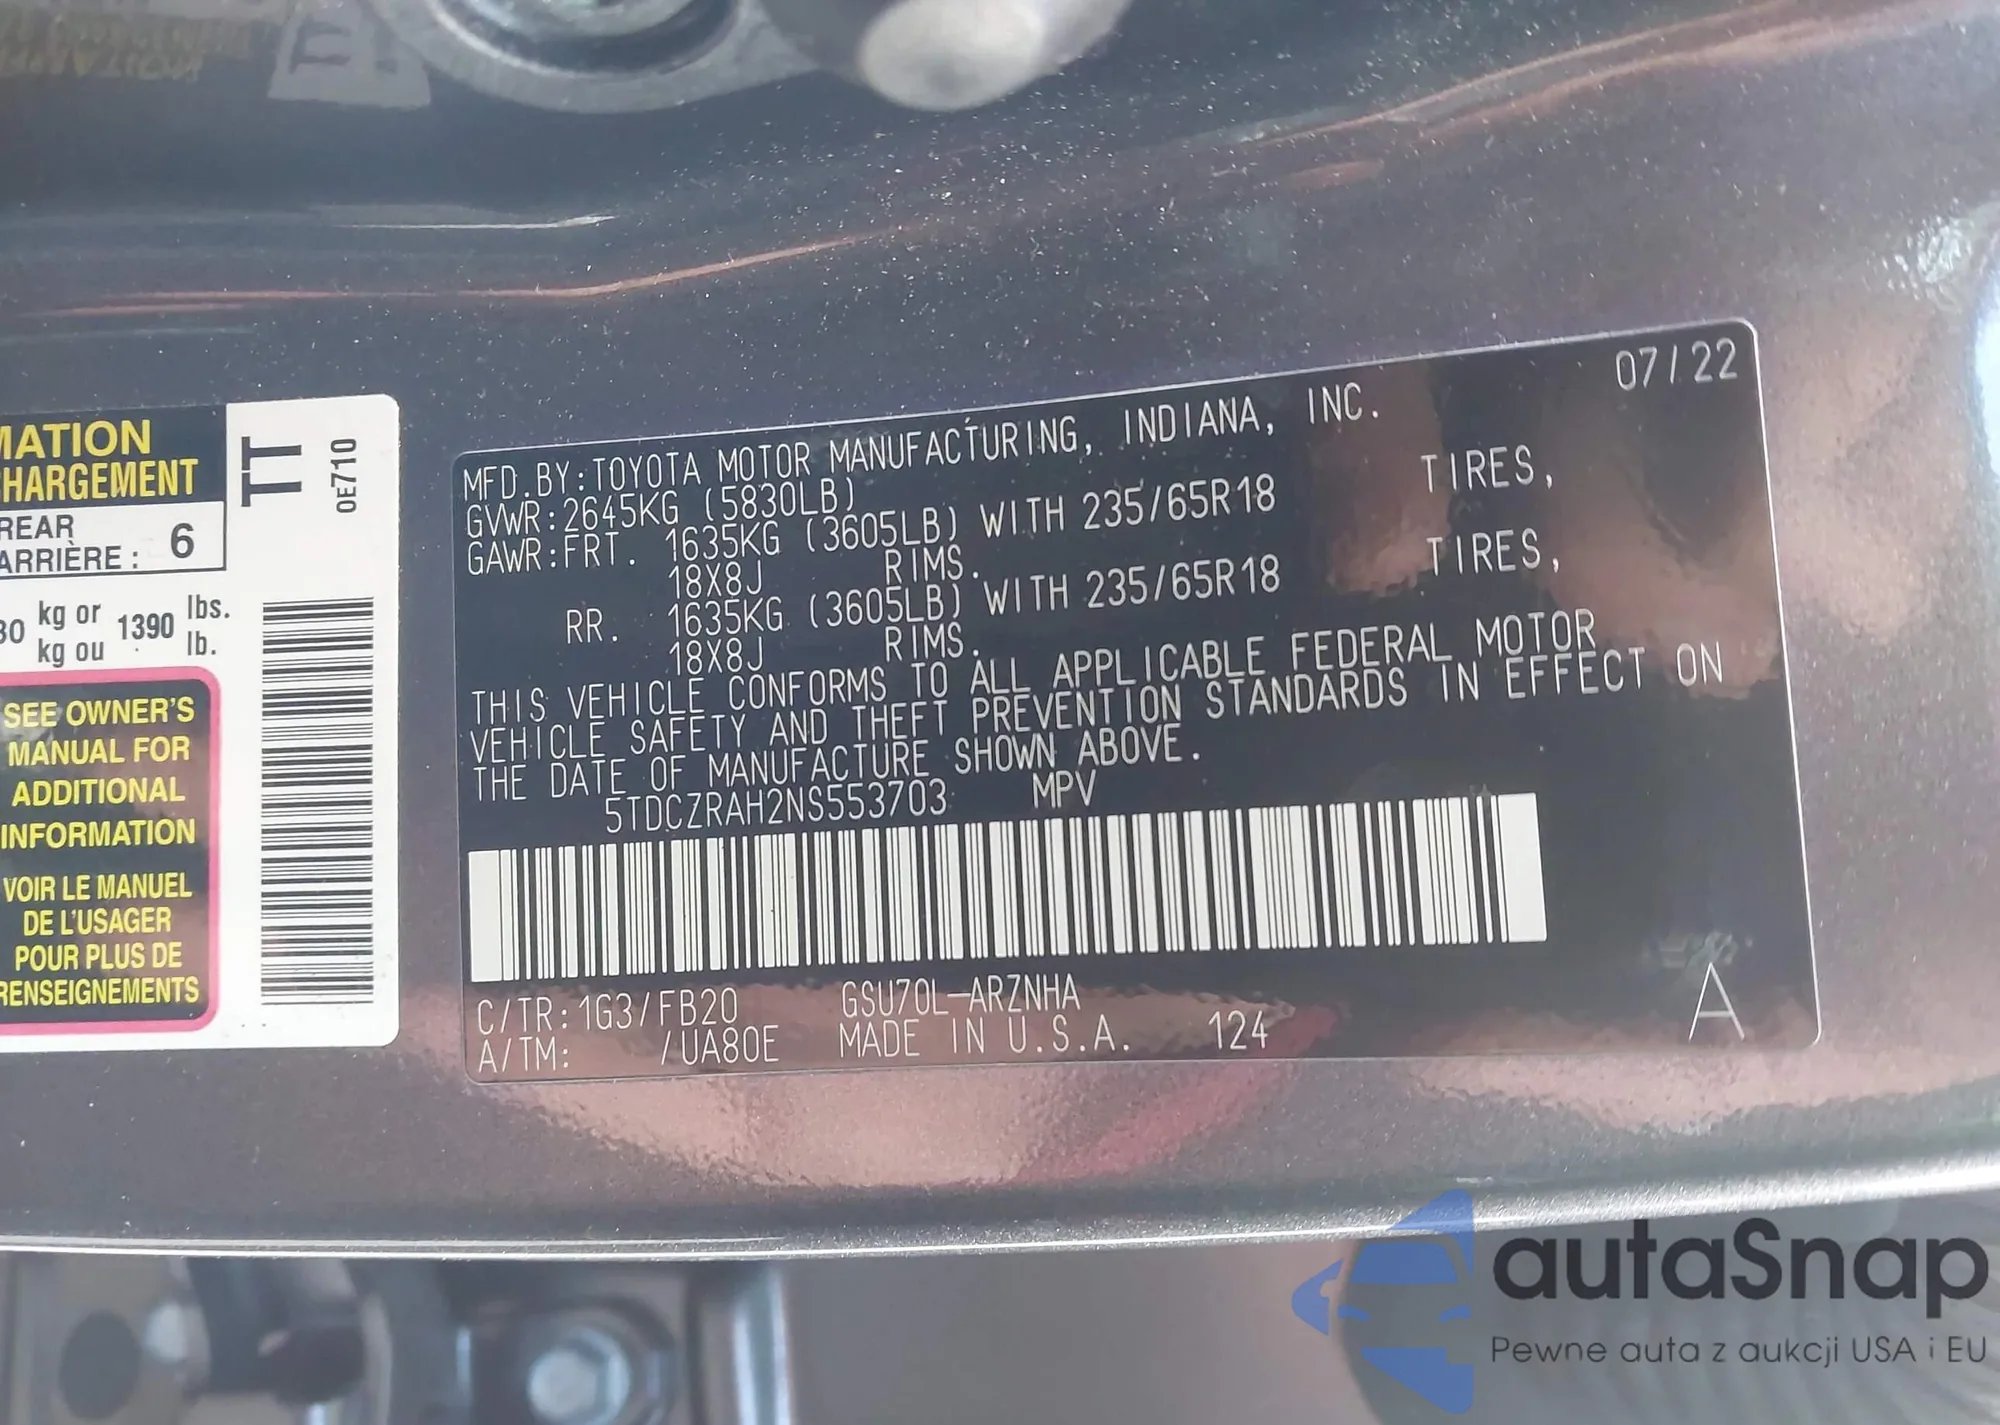 MATION
HARGEMENT
REAR
ARRIÈRE : 6
30 kg or 1390 lbs.
kg ou lb.
SEE OWNER'S
MANUAL FOR
ADDITIONAL
INFORMATION
VOIR LE MANUEL
DE L'USAGER
POUR PLUS DE
RENSEIGNEMENTS
TT
0E710
07/22
MFD.BY:TOYOTA MOTOR MANUFACTURING, INDIANA, INC.
GVWR:2645KG (5830LB)
GAWR:FRT. 1635KG (3605LB) WITH 235/65R18 TIRES,
18X8J RIMS.
RR. 1635KG (3605LB) WITH 235/65R18 TIRES,
18X8J RIMS.
THIS VEHICLE CONFORMS TO ALL APPLICABLE FEDERAL MOTOR
VEHICLE SAFETY AND THEFT PREVENTION STANDARDS IN EFFECT ON
THE DATE OF MANUFACTURE SHOWN ABOVE.
5TDCZRAH2NS553703 MPV
C/TR:1G3/FB20 GSU70L-ARZNHA
A/TM: /UA80E MADE IN U.S.A. 124
A
autaSnap
Pewne auta z aukcji USA i EU